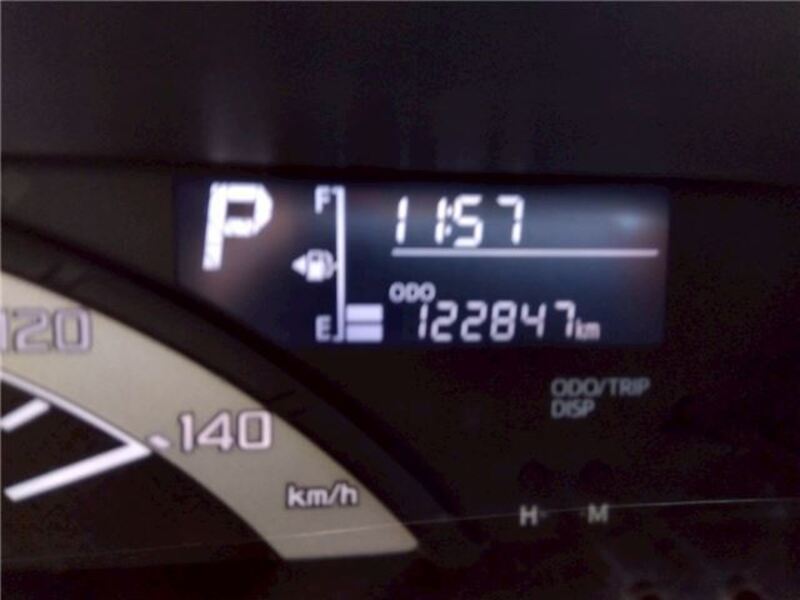 P
F
11:57
ODO
E
122847km
120
ODO/TRIP
DISP
140
km/h
H
M